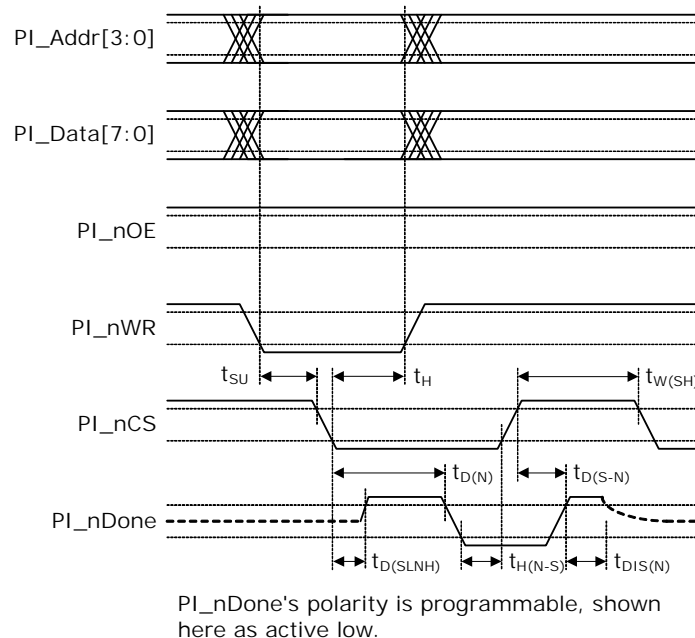 PI_Addr[3:0]
PI_Data[7:0]
PI_nOE
PI_nWR
tSU
tH
tW(SH)
PI_nCS
tD(N)
tD(S-N)
PI_nDone
tD(SLNH)
tH(N-S)
tDIS(N)
PI_nDone's polarity is programmable, shown
here as active low.